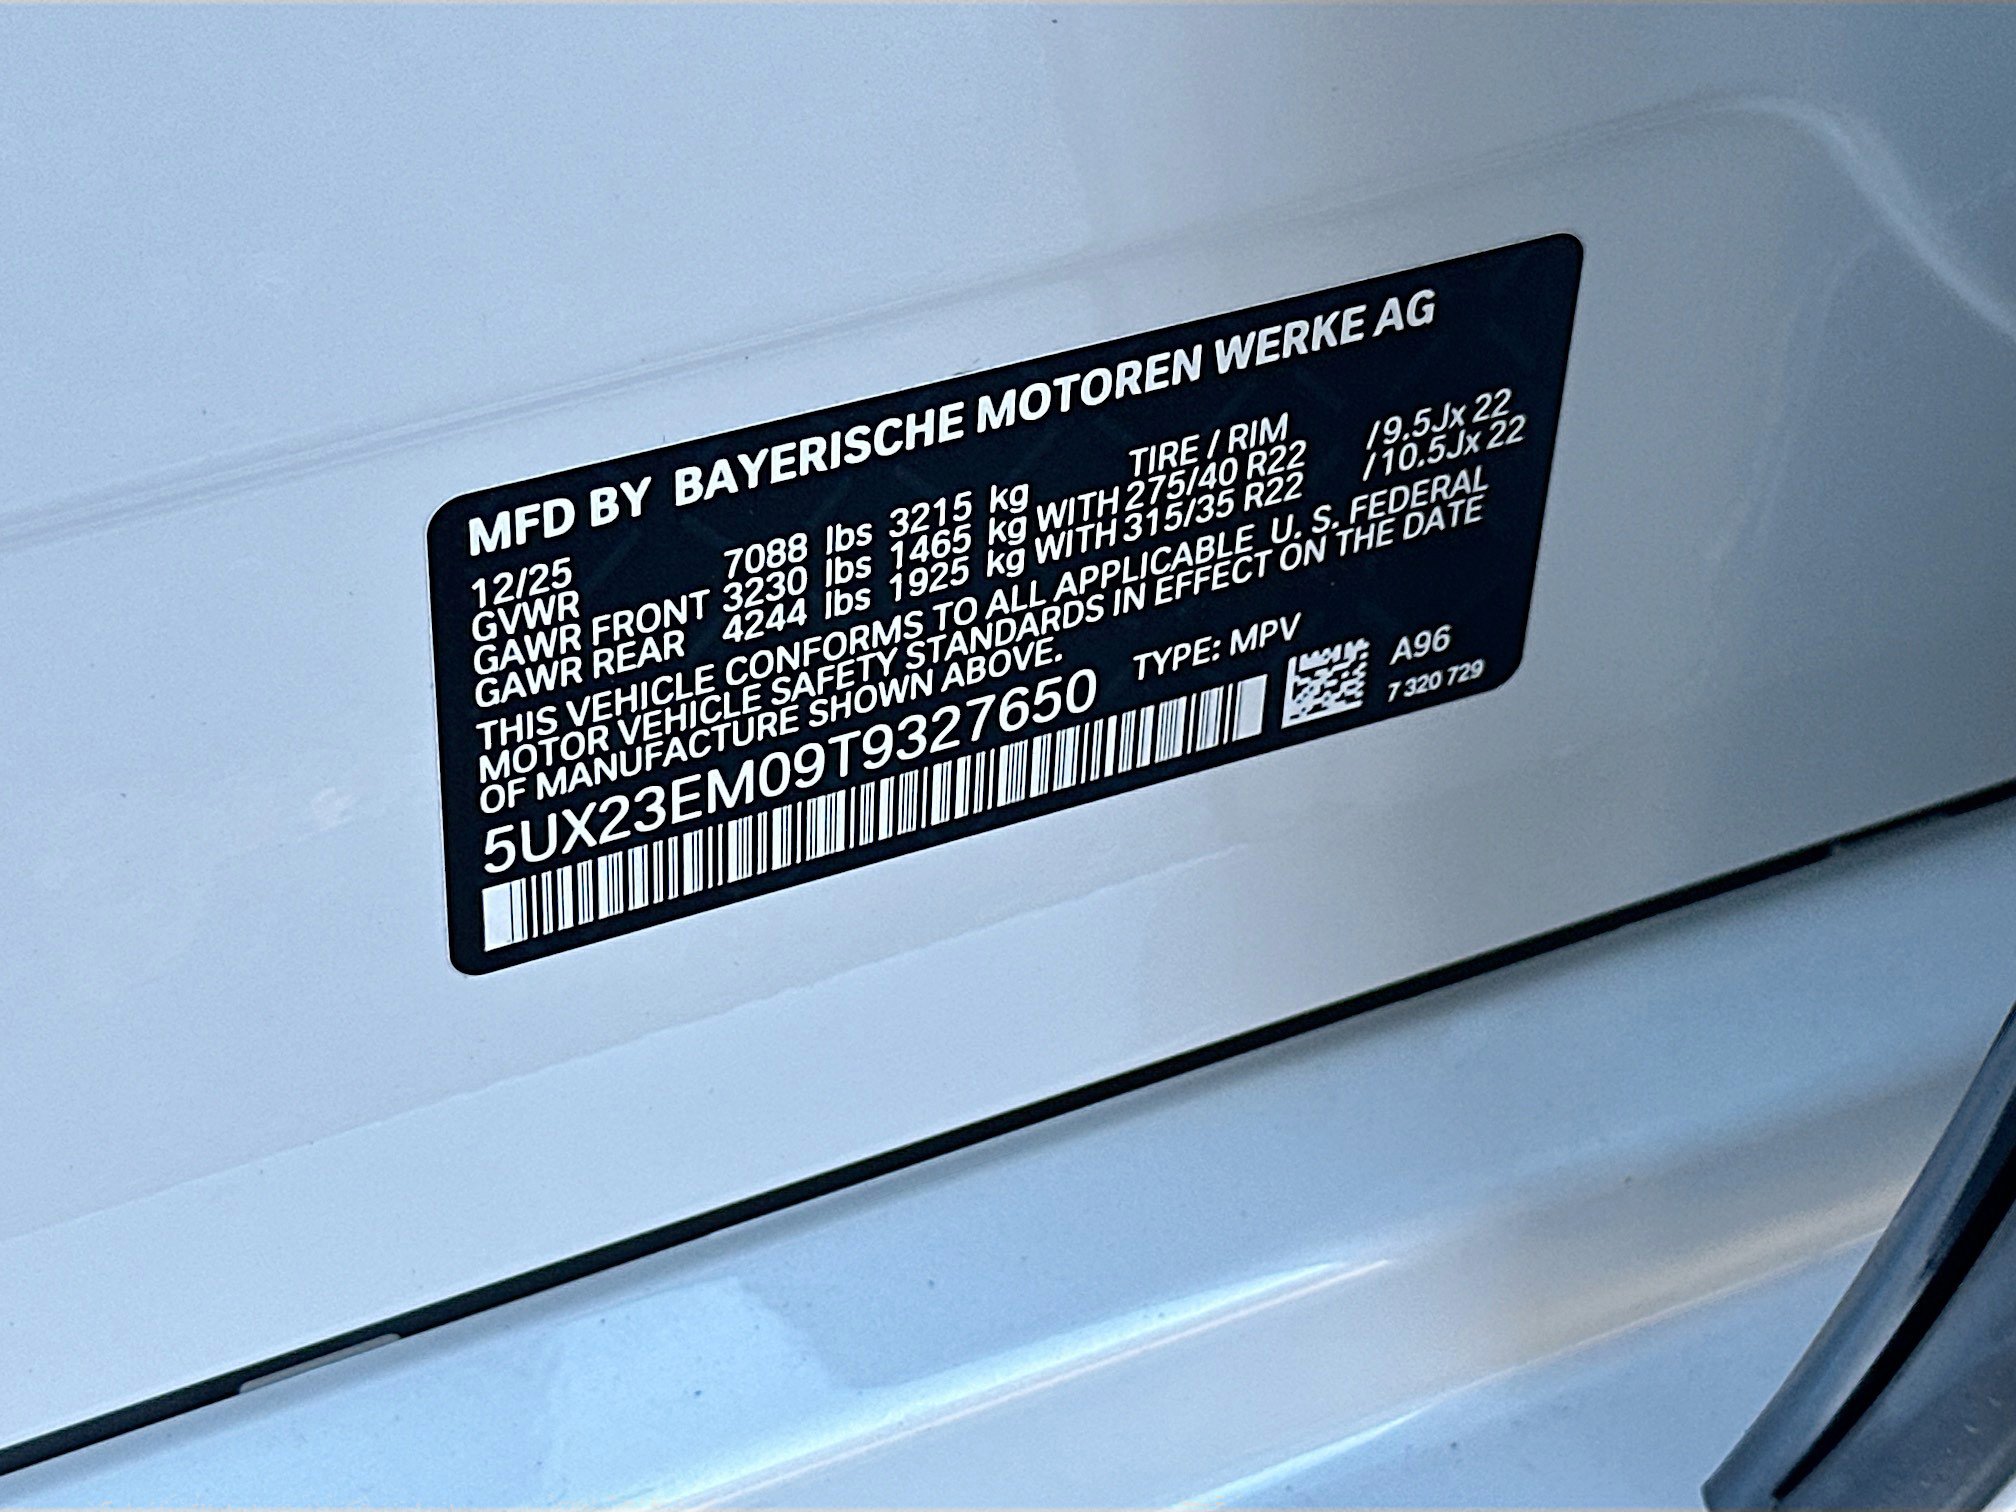 MFD BY BAYERISCHE MOTOREN WERKE AG
12/25 TIRE / RIM
GVWR 7088 lbs 3215 kg
GAWR FRONT 3230 lbs 1465 kg WITH 275/40 R22 /9.5Jx 22
GAWR REAR 4244 lbs 1925 kg WITH 315/35 R22 /10.5Jx 22
THIS VEHICLE CONFORMS TO ALL APPLICABLE U. S. FEDERAL
MOTOR VEHICLE SAFETY STANDARDS IN EFFECT ON THE DATE
OF MANUFACTURE SHOWN ABOVE.
5UX23EM09T9327650 TYPE: MPV
A96
7 320 729